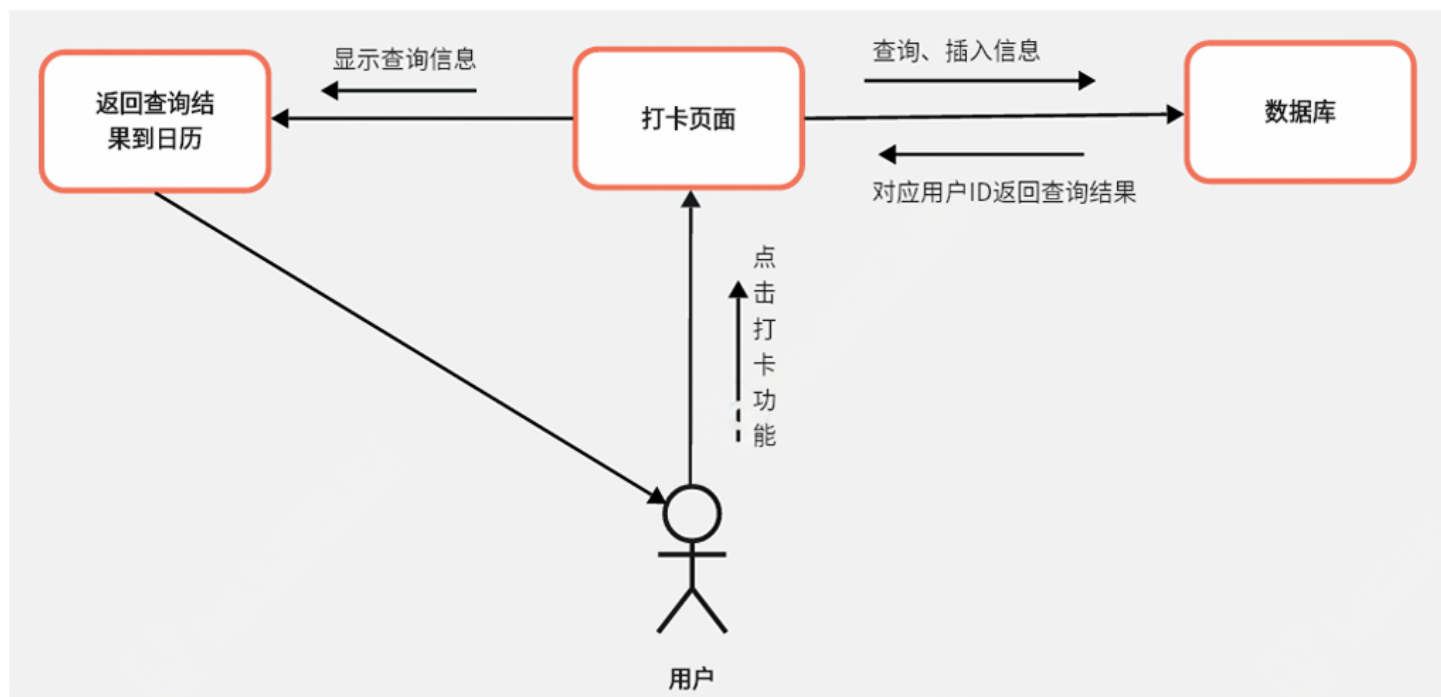 显示查询信息
查询、插入信息
返回查询结
果到日历
打卡页面
数据库
对应用户ID返回查询结果
点
击
打
卡
功
能
用户